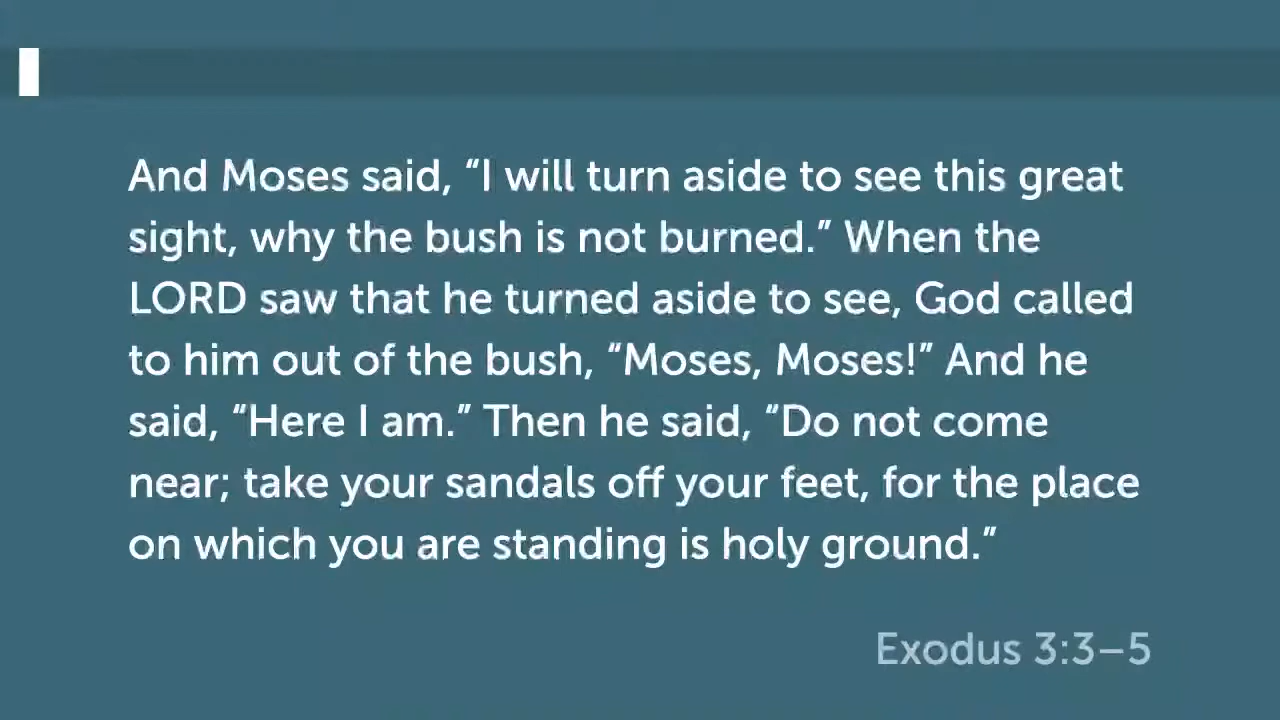 And Moses said, “I will turn aside to see this great
sight, why the bush is not burned.” When the
LORD saw that he turned aside to see, God called
to him out of the bush, “Moses, Moses!” And he
said, “Here I am.” Then he said, “Do not come
near; take your sandals off your feet, for the place
on which you are standing is holy ground.”
Exodus 3:3–5